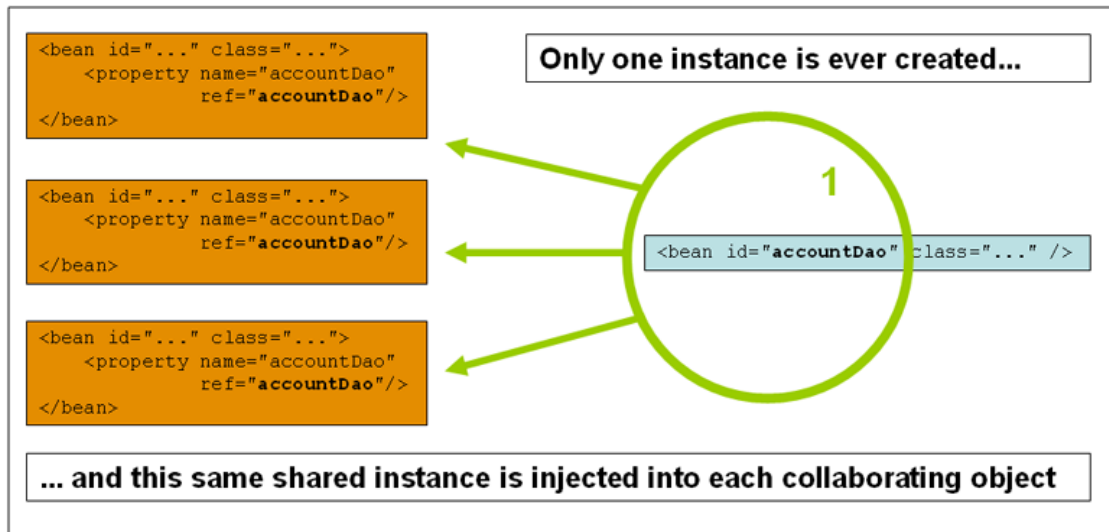 <bean id="..." class="...">
<property name="accountDao"
ref="accountDao"/>
</bean>
Only one instance is ever created...
<bean id="..." class="...">
<property name="accountDao"
ref="accountDao"/>
</bean>
1
<bean id="accountDao" class="..." />
<bean id="..." class="...">
<property name="accountDao"
ref="accountDao"/>
</bean>
... and this same shared instance is injected into each collaborating object